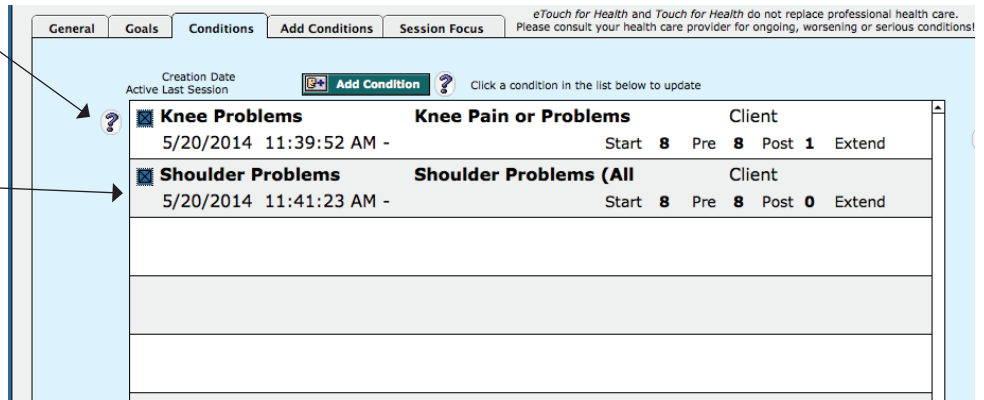 eTouch for Health and Touch for Health do not replace professional health care.
General Goals Conditions Add Conditions Session Focus Please consult your health care provider for ongoing, worsening or serious conditions!
Creation Date
Active Last Session Add Condition ? Click a condition in the list below to update
? Knee Problems Knee Pain or Problems Client
5/20/2014 11:39:52 AM - Start 8 Pre 8 Post 1 Extend
Shoulder Problems Shoulder Problems (All Client
5/20/2014 11:41:23 AM - Start 8 Pre 8 Post 0 Extend